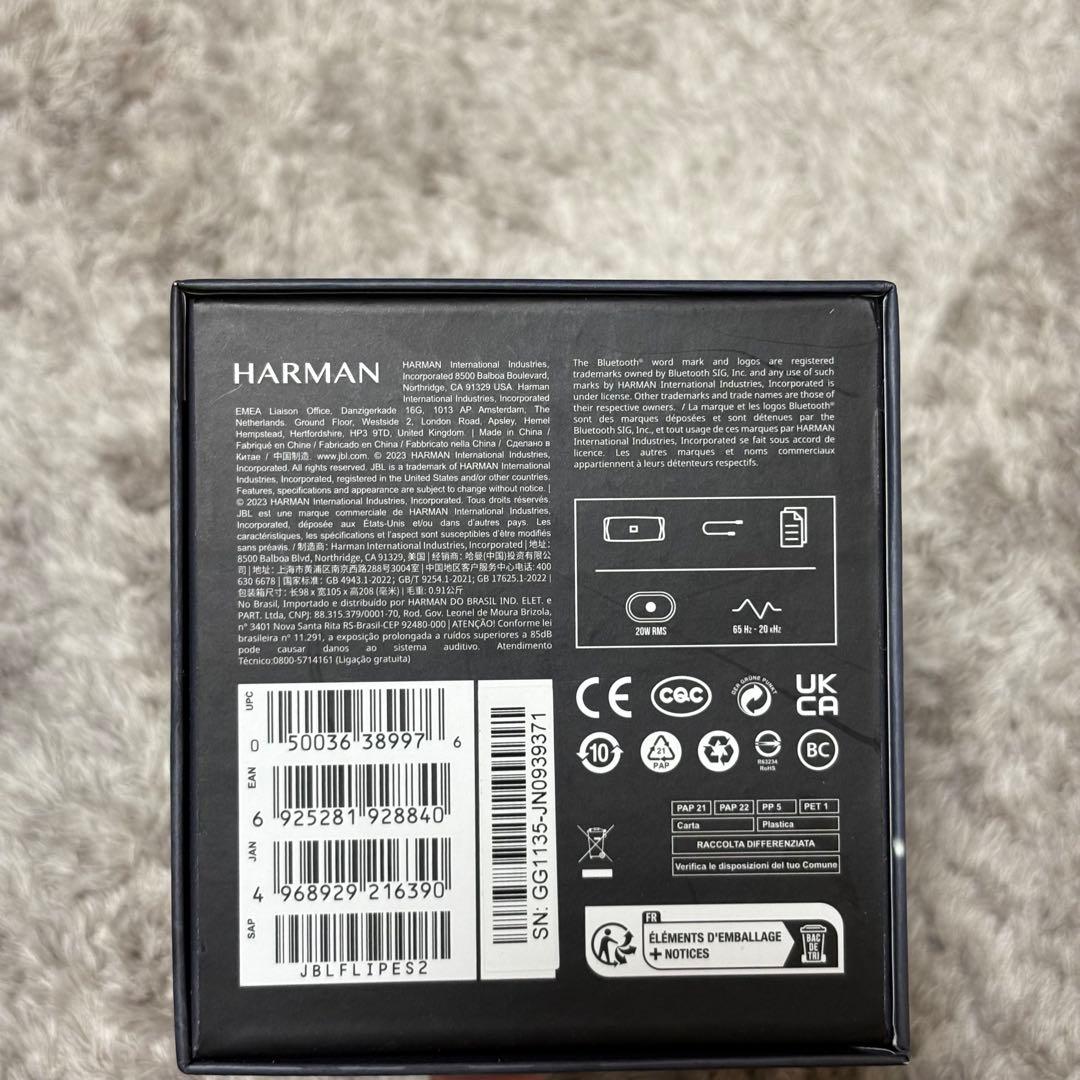 HARMAN
HARMAN International Industries,
Incorporated 8500 Balboa Boulevard,
Northridge, CA 91329 USA. Harman
International Industries, Incorporated
EMEA Liaison Office, Danzigerkade 16G, 1013 AP Amsterdam, The
Netherlands. Ground Floor, Westside 2, London Road, Apsley, Hemel
Hempstead, Hertfordshire, HP3 9TD, United Kingdom | Made in China /
Fabriqué en Chine / Fabricado en China / Fabbricato nella China / Сделано в
Китае / 中国制造 www.jbl.com. © 2023 HARMAN International Industries,
Incorporated. All rights reserved. JBL is a trademark of HARMAN International
Industries, Incorporated, registered in the United States and/or other countries.
Features, specifications and appearance are subject to change without notice. |
© 2023 HARMAN International Industries, Incorporated. Tous droits réservés.
JBL est une marque commerciale de HARMAN International Industries,
Incorporated, déposée aux États-Unis et/ou dans d'autres pays. Les
caractéristiques, les spécifications et l'aspect sont susceptibles d'être modifiés
sans préavis. / 制造商: Harman International Industries, Incorporated | 地址:
8500 Balboa Blvd, Northridge, CA 91329, 美国 | 经销商: 哈曼(中国)投资有限公
司 | 地址: 上海市黄浦区南京西路288号3004室 | 中国地区客户服务中心电话: 400
630 6678 | 国家标准: GB 4943.1-2022; GB/T 9254.1-2021; GB 17625.1-2022 |
包装箱尺寸: 长98 x 宽105 x 高208 (毫米) | 毛重: 0.91公斤
No Brasil, Importado e distribuído por HARMAN DO BRASIL IND. ELET. e
PART. Ltda, CNPJ: 88.315.379/0001-70, Rod. Gov. Leonel de Moura Brizola,
n° 3401 Nova Santa Rita RS-Brasil-CEP 92480-000 | ATENÇÃO! Conforme lei
brasileira n° 11.291, a exposição prolongada a ruídos superiores a 85dB
pode causar danos ao sistema auditivo. Atendimento
Técnico:0800-5714161 (Ligação gratuita)
The Bluetooth® word mark and logos are registered
trademarks owned by Bluetooth SIG, Inc. and any use of such
marks by HARMAN International Industries, Incorporated is
under license. Other trademarks and trade names are those of
their respective owners. / La marque et les logos Bluetooth®
sont des marques déposées et sont détenues par the
Bluetooth SIG, Inc., et tout usage de ces marques par HARMAN
International Industries, Incorporated se fait sous accord de
licence. Les autres marques et noms commerciaux
appartiennent à leurs détenteurs respectifs.
20W RMS
65 Hz - 20 kHz
CE
CQC
DER GRÜNE PUNKT
UK
CA
10
21
PAP
R63234
RoHS
BC
PAP 21 PAP 22 PP 5 PET 1
Carta Plastica
RACCOLTA DIFFERENZIATA
Verifica le disposizioni del tuo Comune
FR
ÉLÉMENTS D'EMBALLAGE
+ NOTICES
BAC
DE
TRI
UPC
0 50036 38997 6
EAN
6 925281 928840
JAN
4 968929 216390
SAP
JBLFLIPES2
SN: GG1135-JN0939371